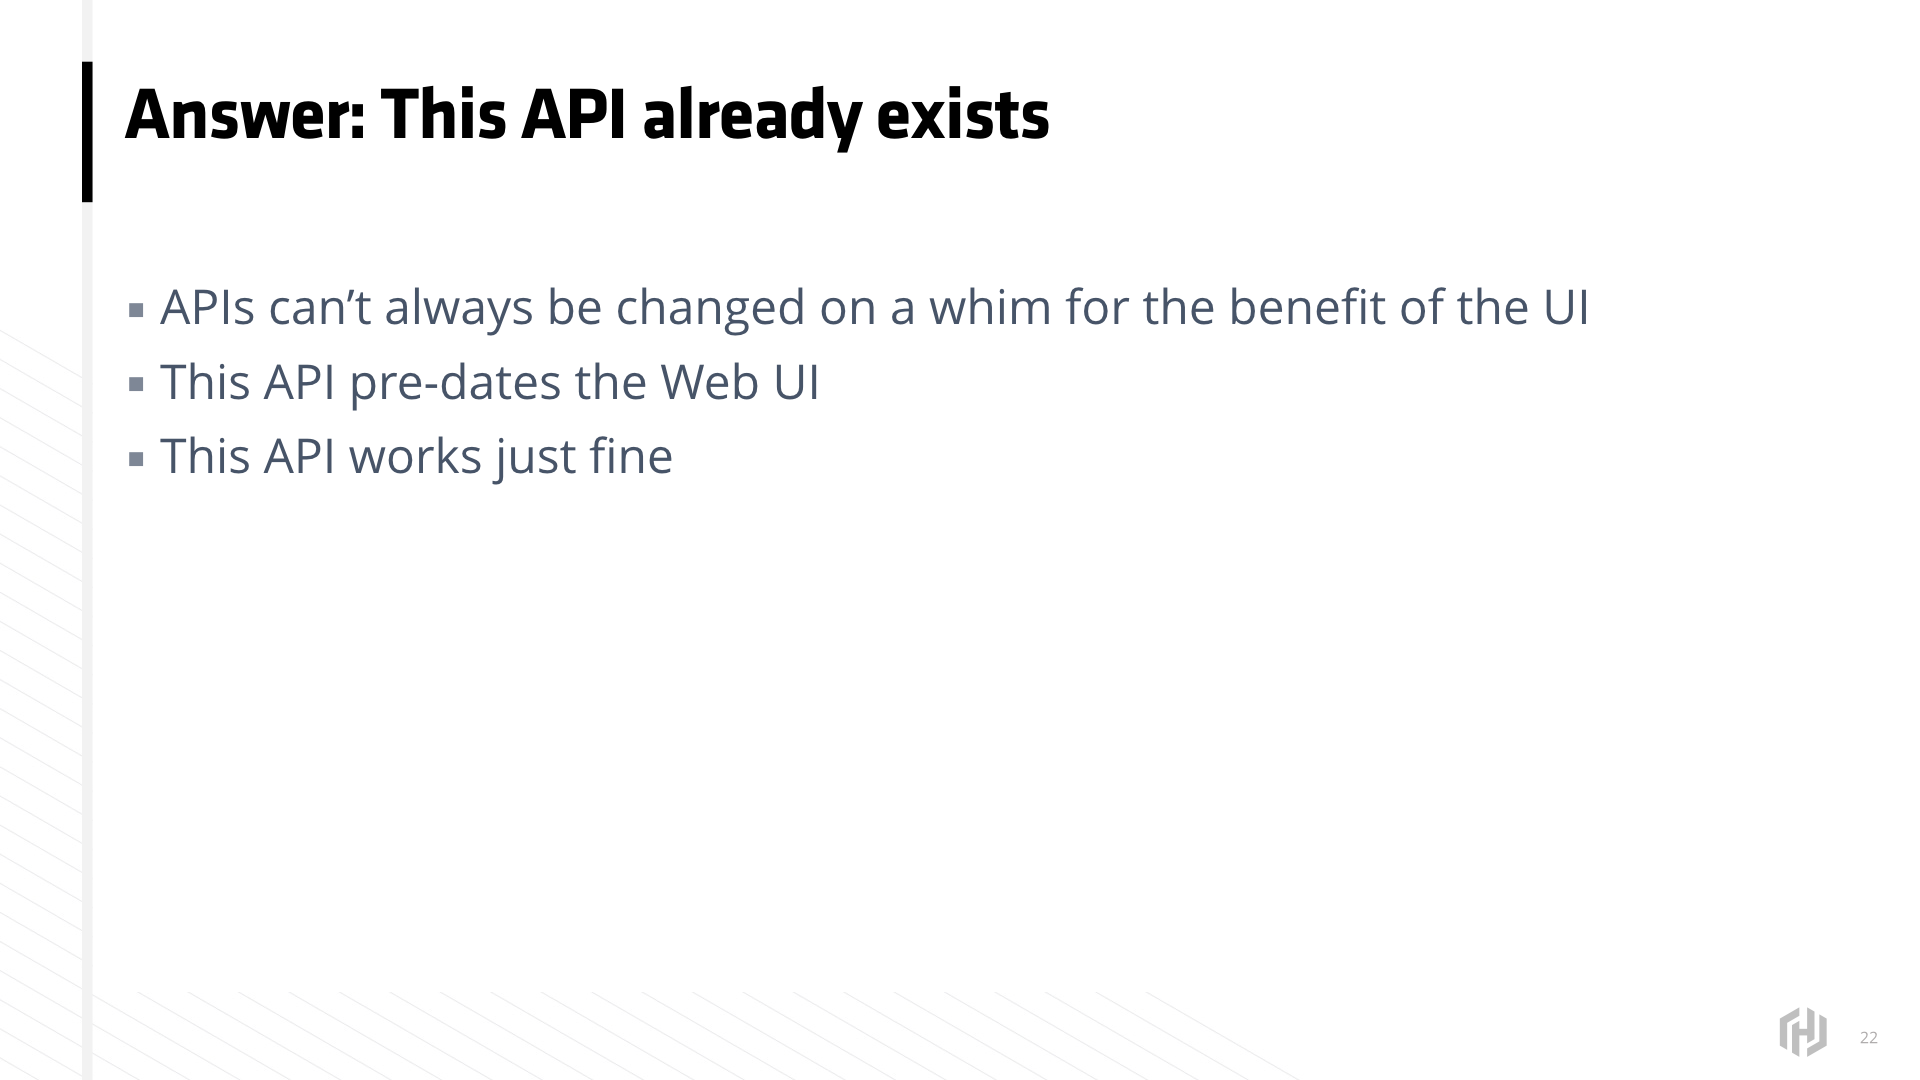 Answer: This API already exists
▪ APIs can’t always be changed on a whim for the benefit of the UI
▪ This API pre-dates the Web UI
▪ This API works just fine
22